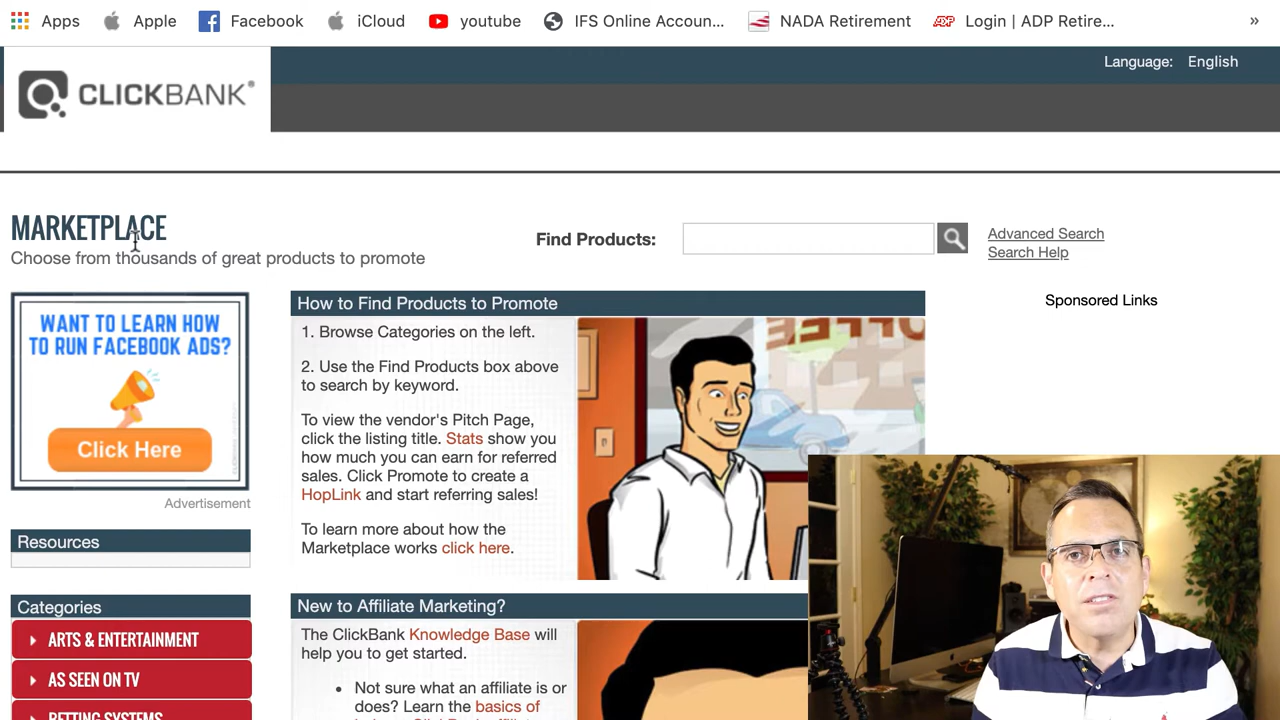 Apps Apple Facebook iCloud youtube IFS Online Accoun... NADA Retirement ADP Login | ADP Retire... »
Language: English
CLICKBANK®
MARKETPLACE
Choose from thousands of great products to promote
Find Products:
Advanced Search
Search Help
WANT TO LEARN HOW
TO RUN FACEBOOK ADS?
Click Here
Advertisement
Resources
Categories
ARTS & ENTERTAINMENT
AS SEEN ON TV
BETTING SYSTEMS
How to Find Products to Promote
1. Browse Categories on the left.
2. Use the Find Products box above
to search by keyword.
To view the vendor's Pitch Page,
click the listing title. Stats show you
how much you can earn for referred
sales. Click Promote to create a
HopLink and start referring sales!
To learn more about how the
Marketplace works click here.
COFFEE
New to Affiliate Marketing?
The ClickBank Knowledge Base will
help you to get started.
• Not sure what an affiliate is or
does? Learn the basics of
Sponsored Links